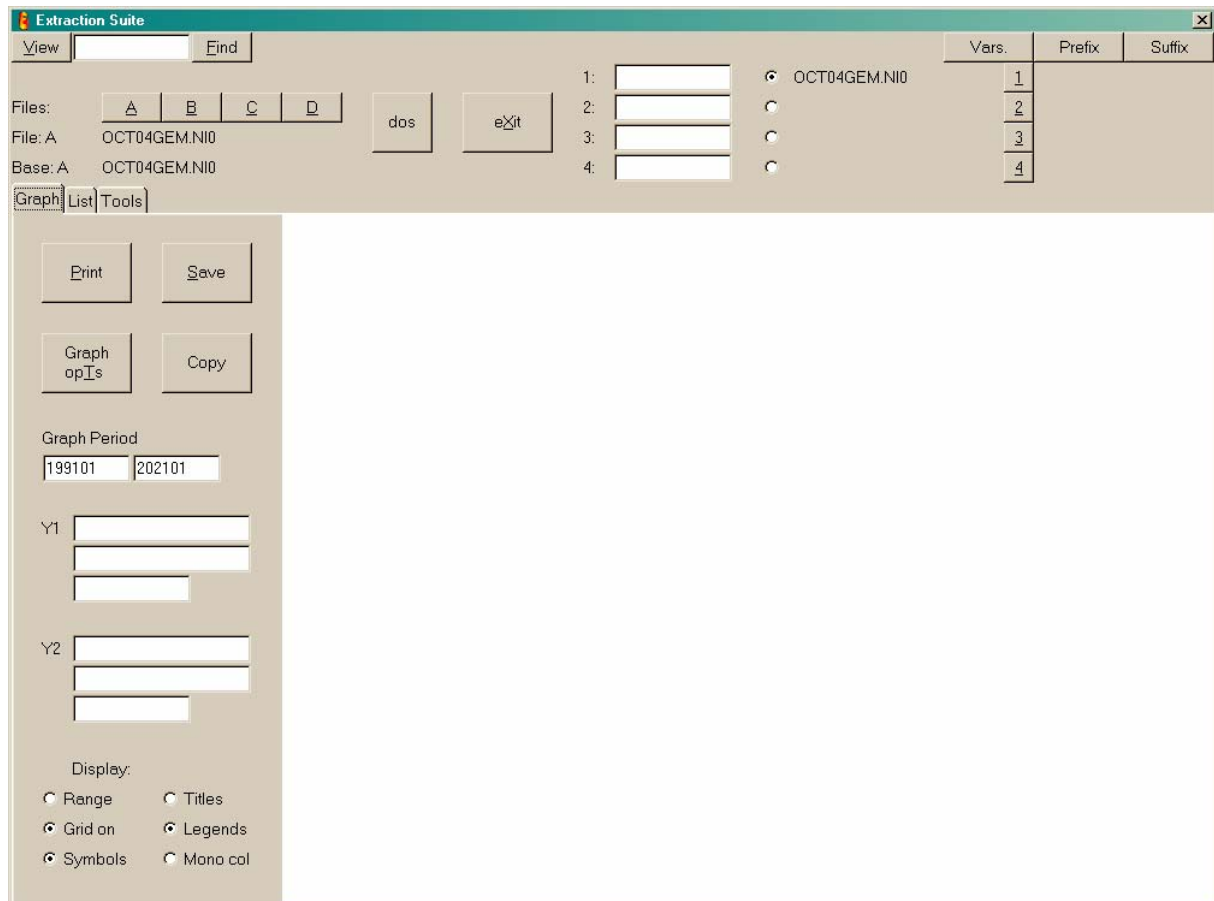 Extraction Suite
View Find Vars. Prefix Suffix
1: OCT04GEM.NI0 1
Files: A B C D dos eXit 2: 2
File: A OCT04GEM.NI0 3: 3
Base: A OCT04GEM.NI0 4: 4
Graph List Tools
Print Save
Graph
opTs Copy
Graph Period
199101 202101
Y1
Y2
Display:
Range Titles
Grid on Legends
Symbols Mono col